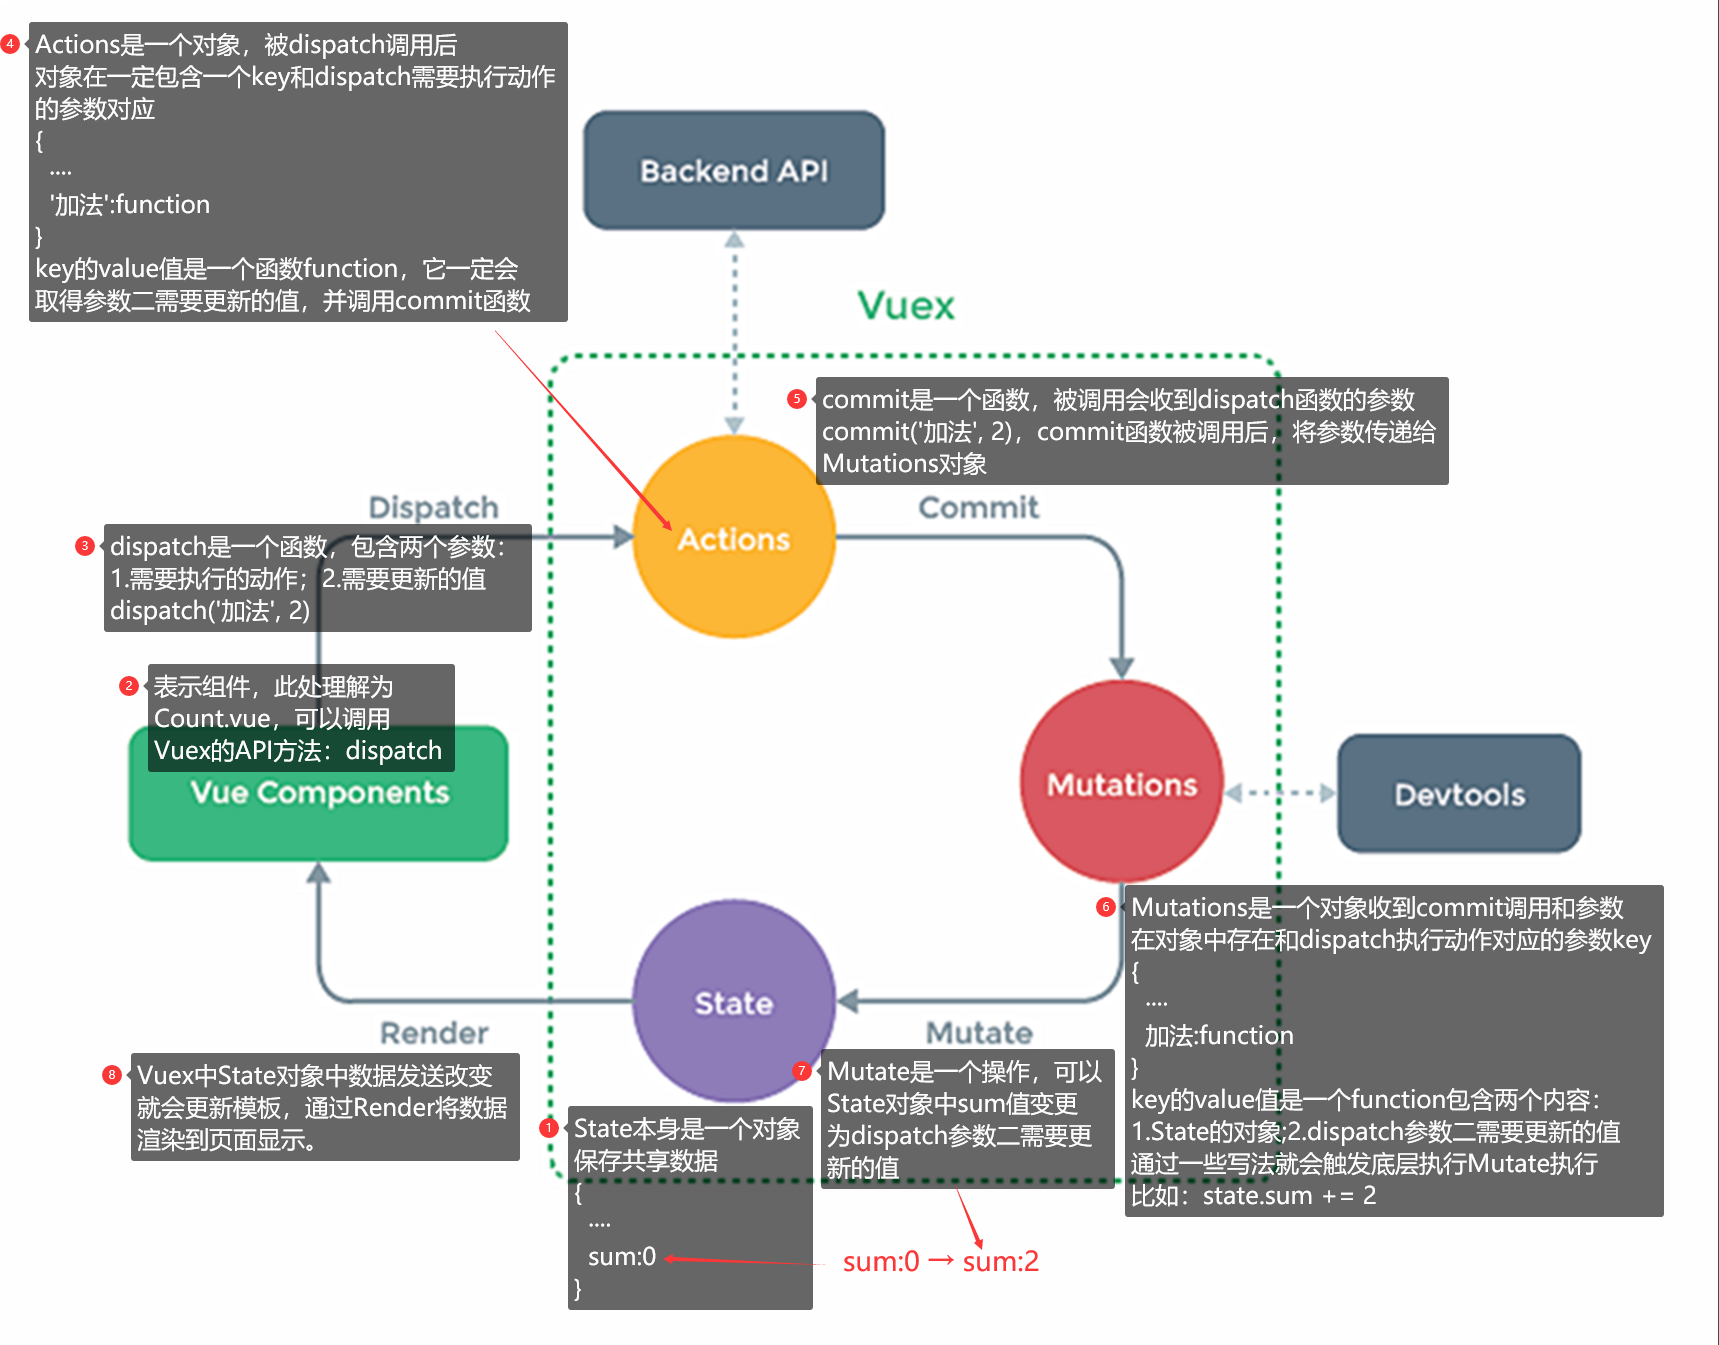 4
Actions是一个对象，被dispatch调用后
对象在一定包含一个key和dispatch需要执行动作
的参数对应
{
....
'加法':function
}
key的value值是一个函数function，它一定会
取得参数二需要更新的值，并调用commit函数
Backend API
Vuex
5
commit是一个函数，被调用会收到dispatch函数的参数
commit('加法', 2)，commit函数被调用后，将参数传递给
Mutations对象
Dispatch
Commit
Actions
3
dispatch是一个函数，包含两个参数：
1.需要执行的动作；2.需要更新的值
dispatch('加法', 2)
2
表示组件，此处理解为
Count.vue，可以调用
Vuex的API方法：dispatch
Vue Components
Mutations
Devtools
6
Mutations是一个对象收到commit调用和参数
在对象中存在和dispatch执行动作对应的参数key
{
....
加法:function
}
key的value值是一个function包含两个内容：
1.State的对象;2.dispatch参数二需要更新的值
通过一些写法就会触发底层执行Mutate执行
比如：state.sum += 2
State
Render
Mutate
8
Vuex中State对象中数据发送改变
就会更新模板，通过Render将数据
渲染到页面显示。
7
Mutate是一个操作，可以
State对象中sum值变更
为dispatch参数二需要更
新的值
1
State本身是一个对象
保存共享数据
{
....
sum:0
}
sum:0 → sum:2